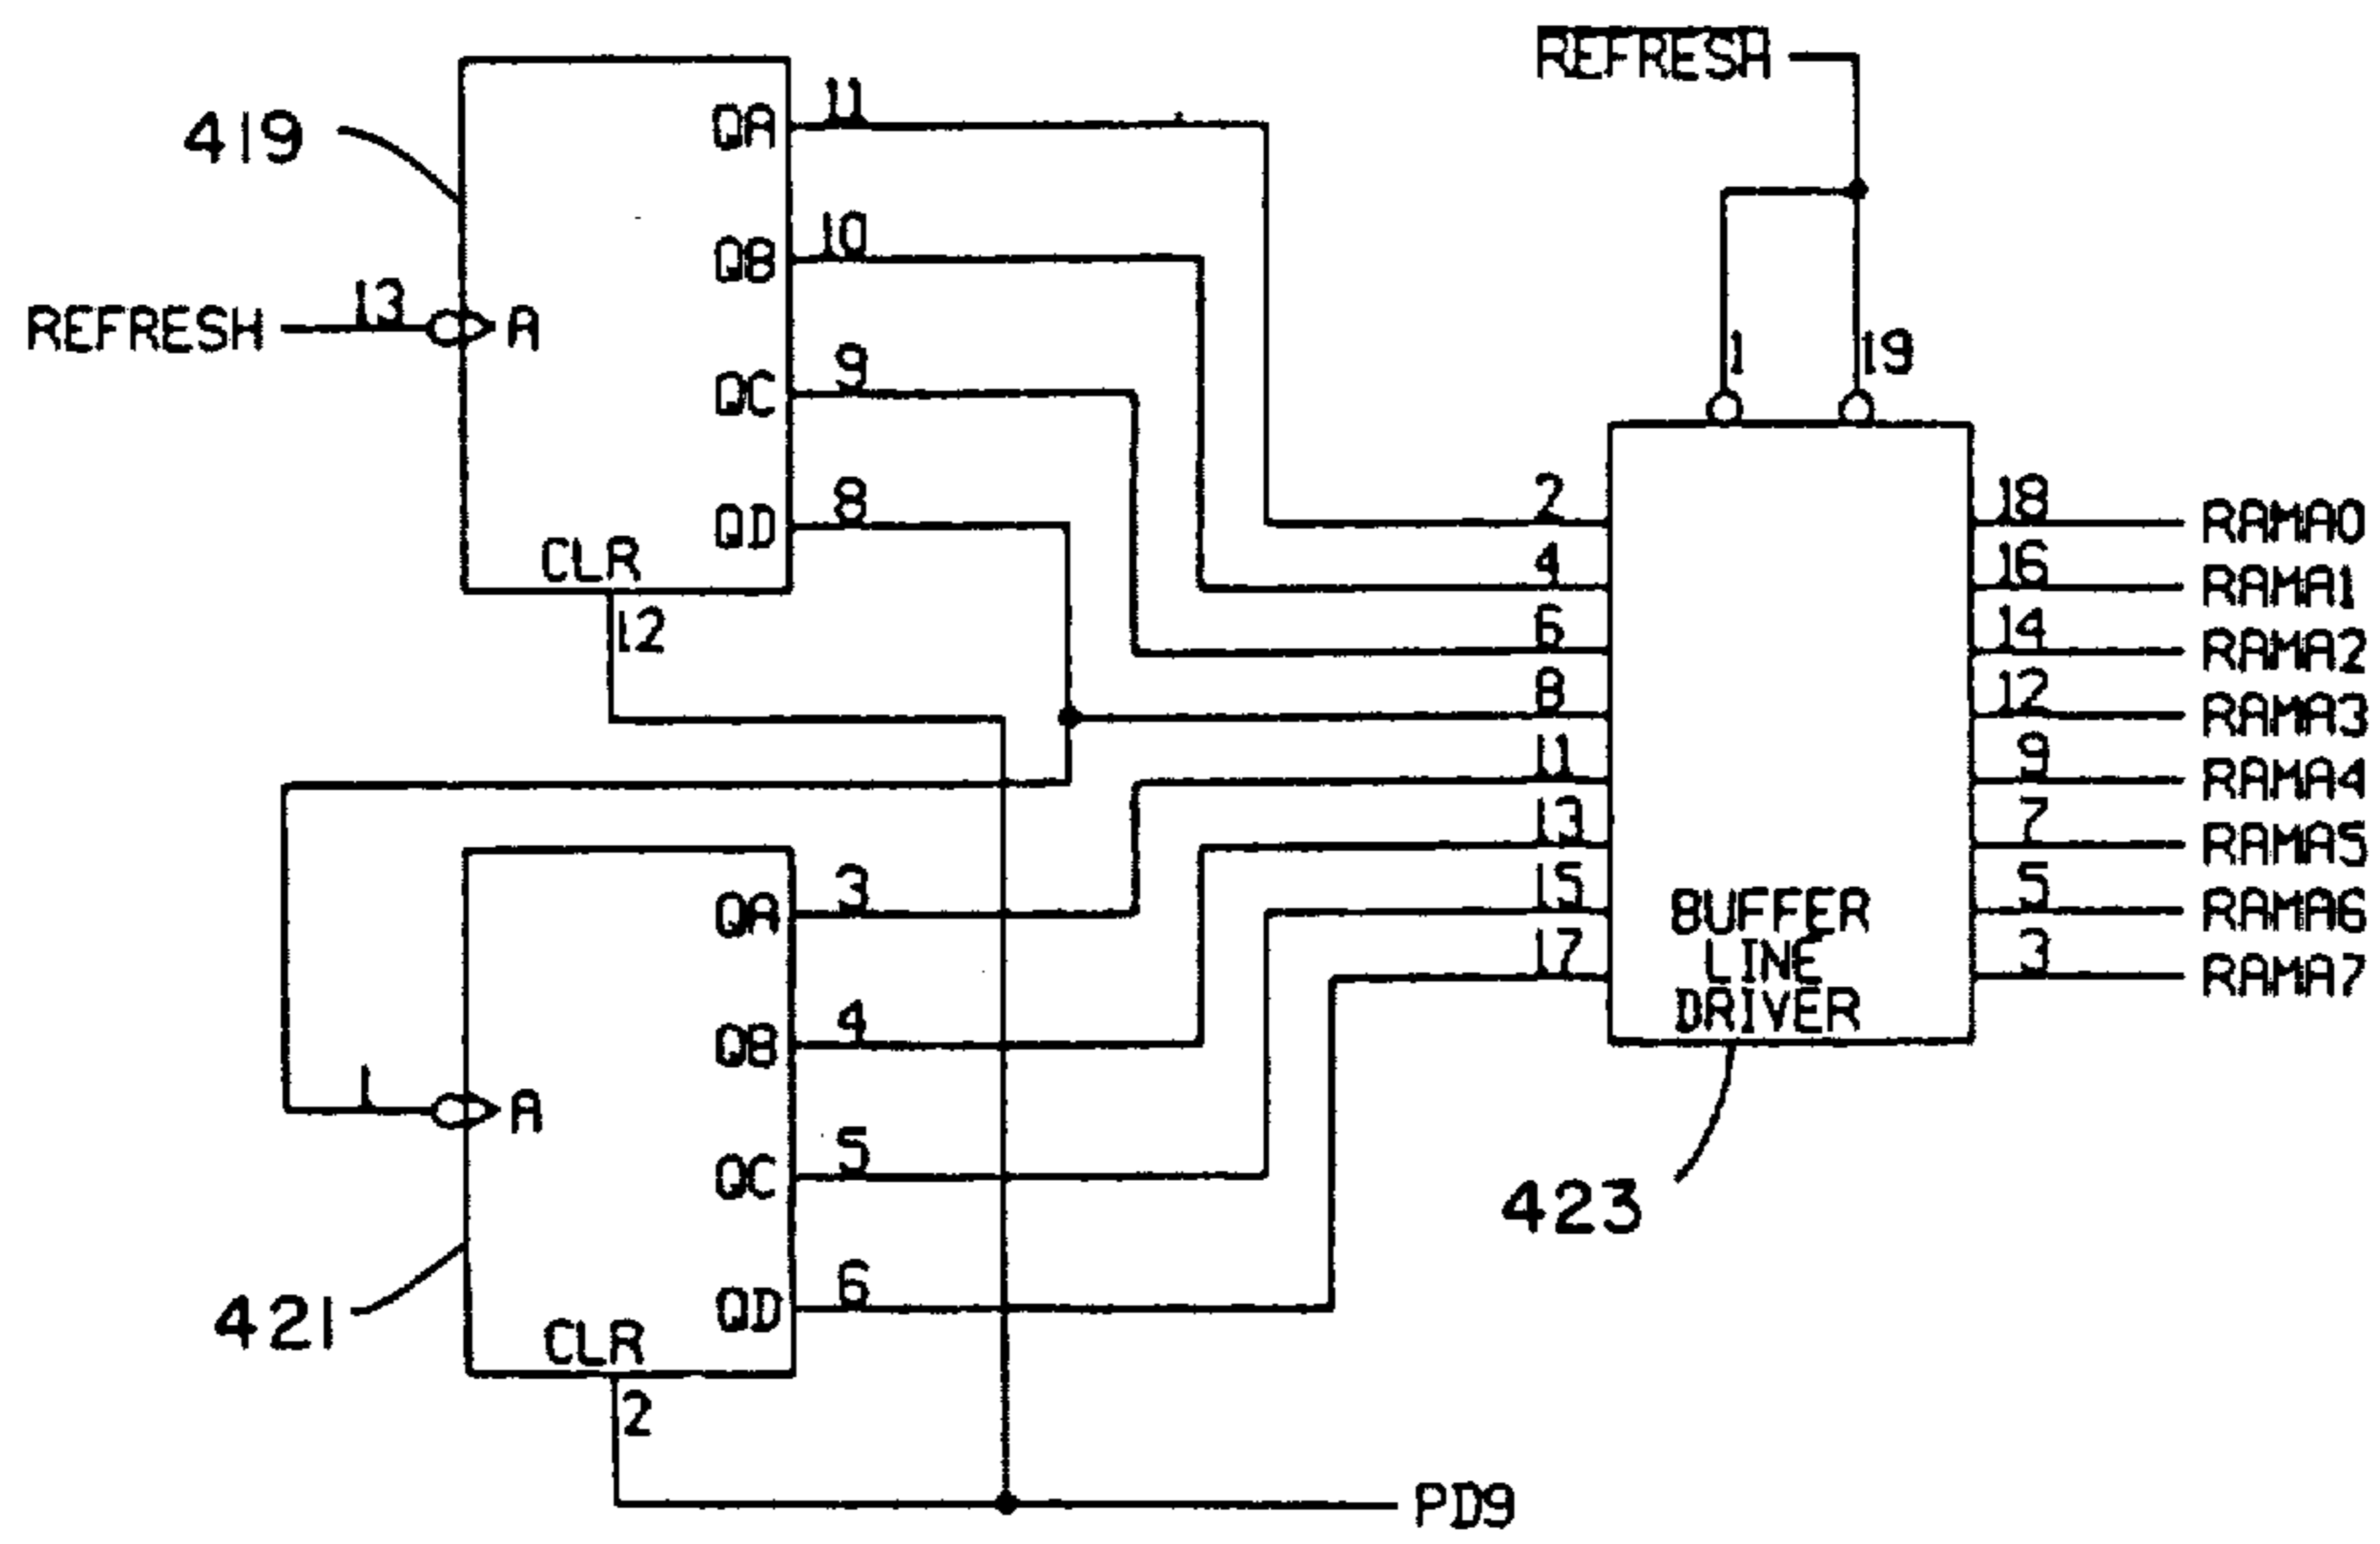 REFRESH
419
REFRESH
13
A
QA
11
QB
10
QC
9
QD
8
CLR
12
1
19
2
4
6
8
11
13
15
17
BUFFER
LINE
DRIVER
18
RAMA0
16
RAMA1
14
RAMA2
12
RAMA3
9
RAMA4
7
RAMA5
5
RAMA6
3
RAMA7
423
1
A
QA
3
QB
4
QC
5
QD
6
421
CLR
2
PD9